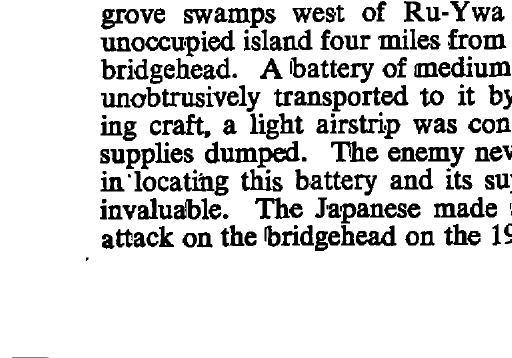 grove swamps west of Ru-Ywa
unoccupied island four miles from
bridgehead. A battery of medium
unobtrusively transported to it by
ing craft, a light airstrip was con
supplies dumped. The enemy nev
in locating this battery and its su
invaluable. The Japanese made
attack on the bridgehead on the 19